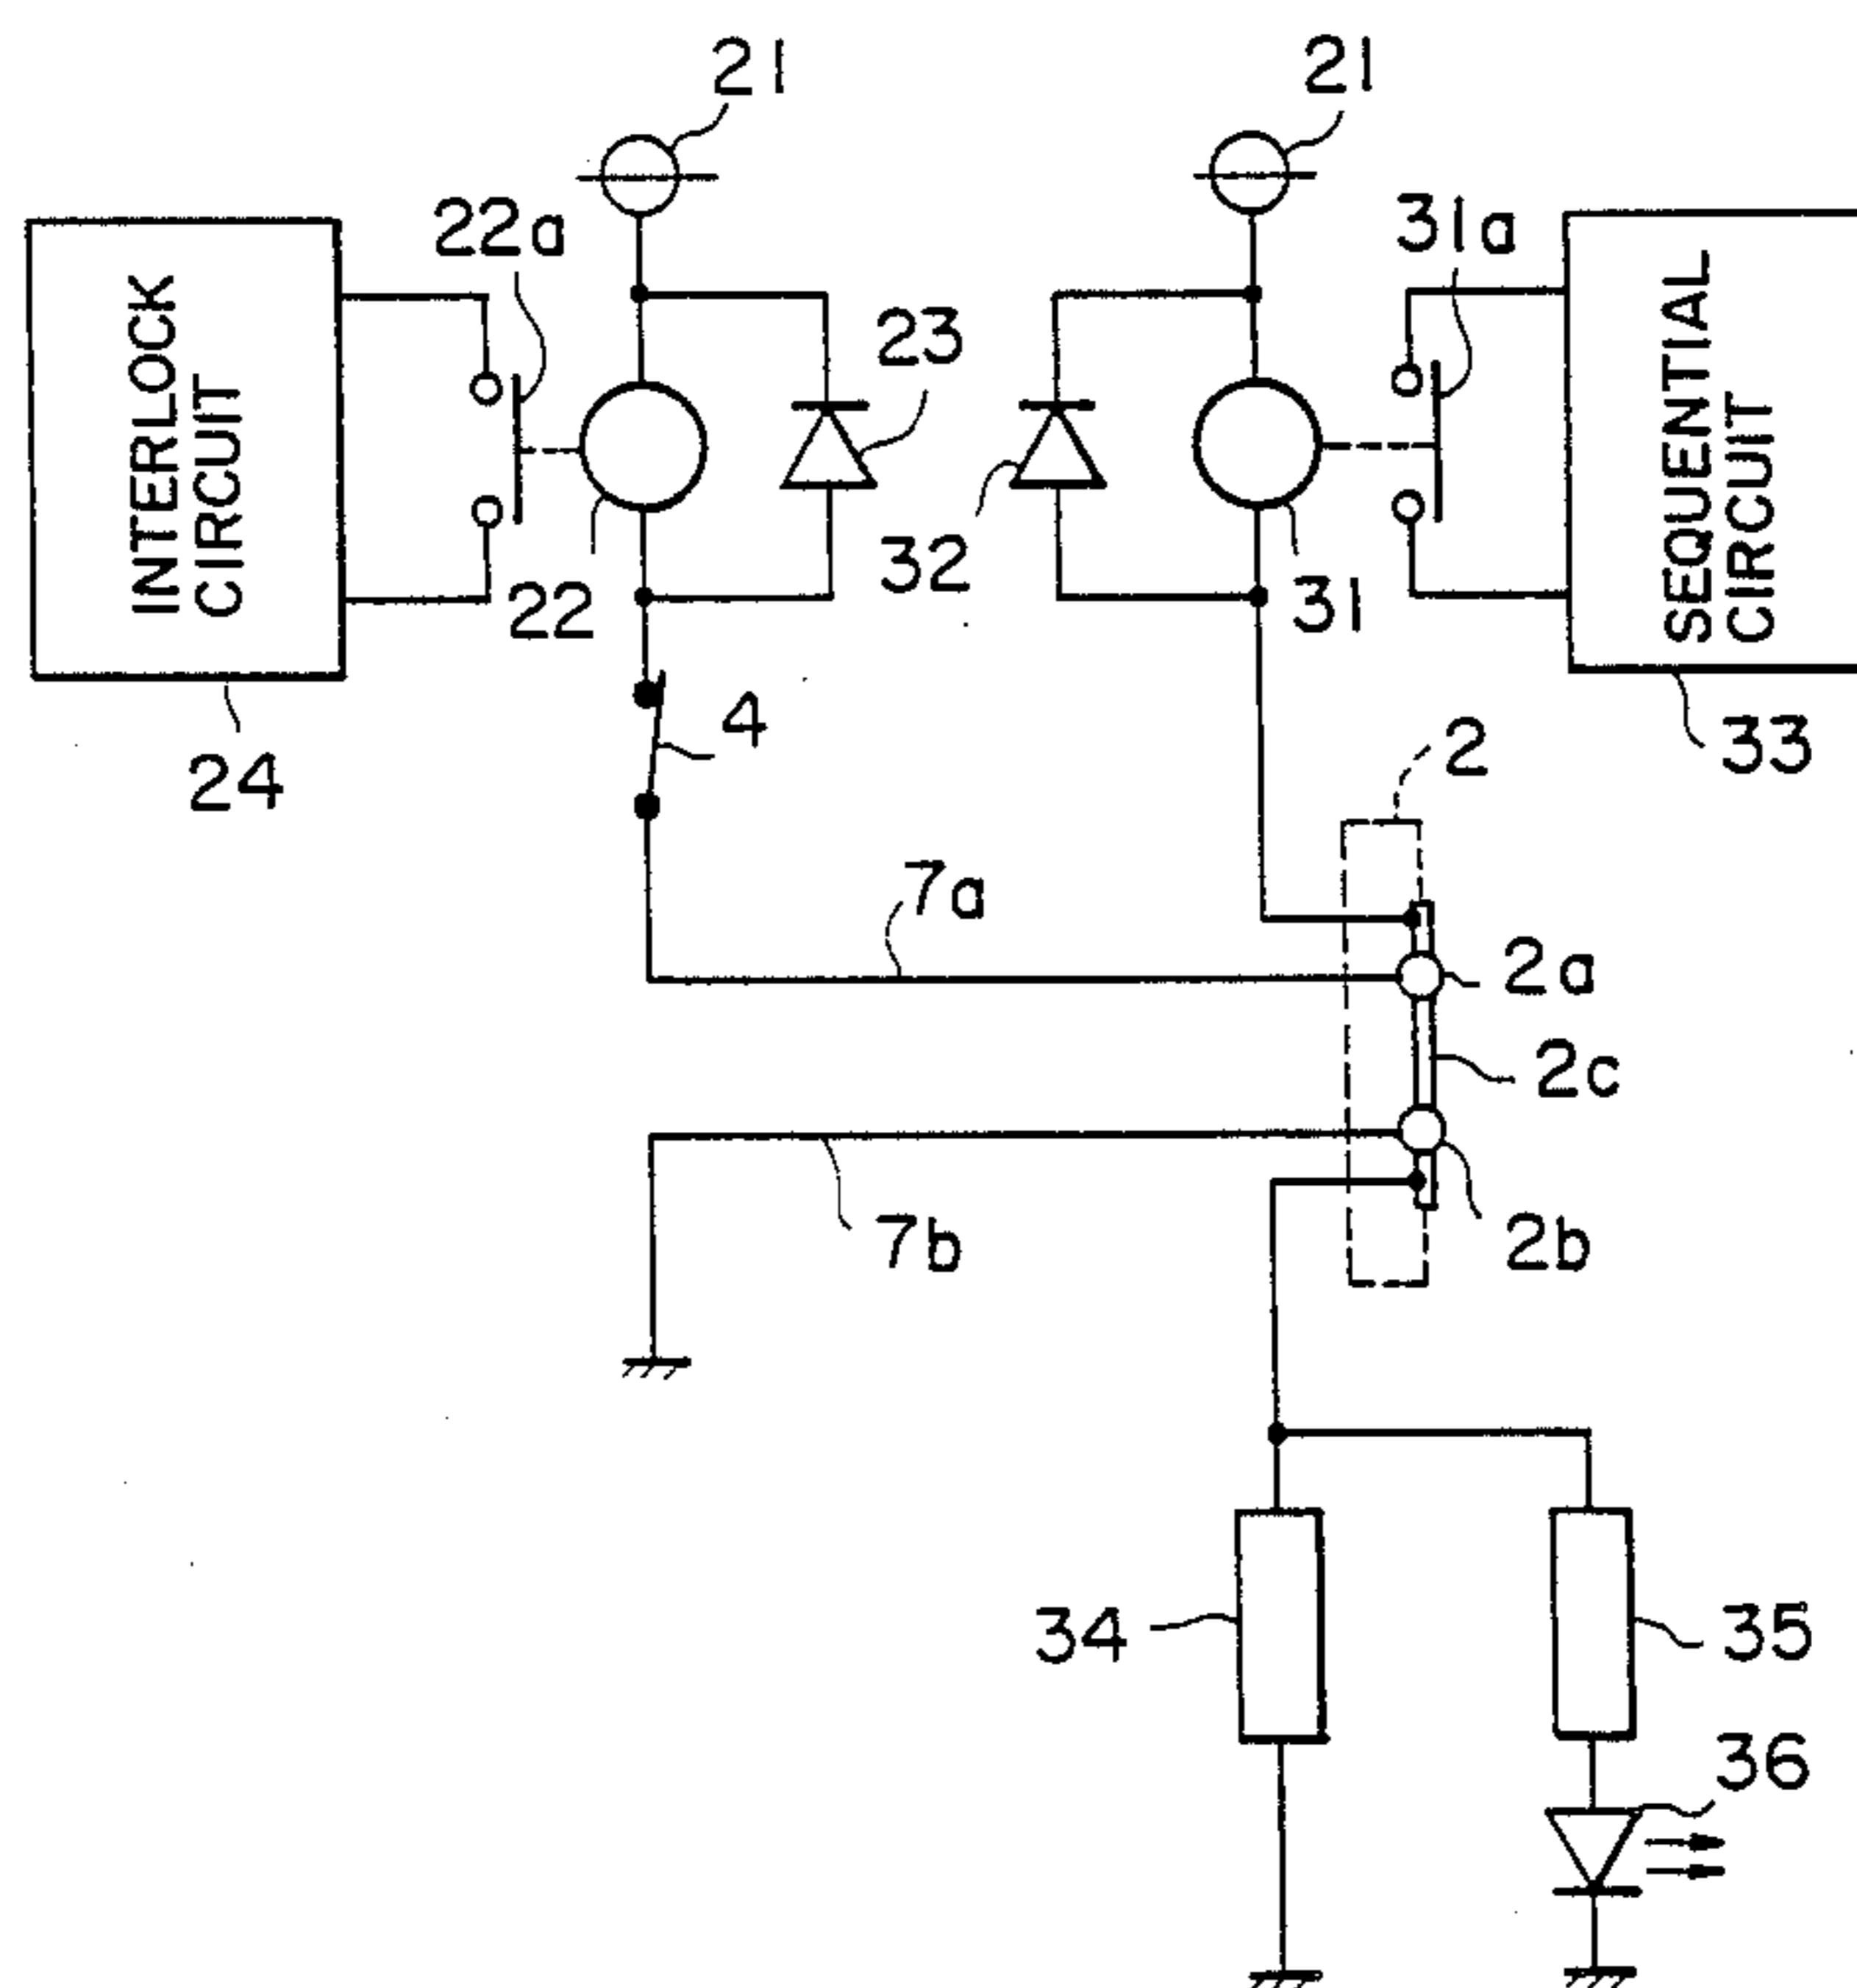 21
21
22a
31a
INTERLOCK
CIRCUIT
23
SEQUENTIAL
CIRCUIT
32
22
31
4
2
24
33
7a
2a
2c
7b
2b
34
35
36